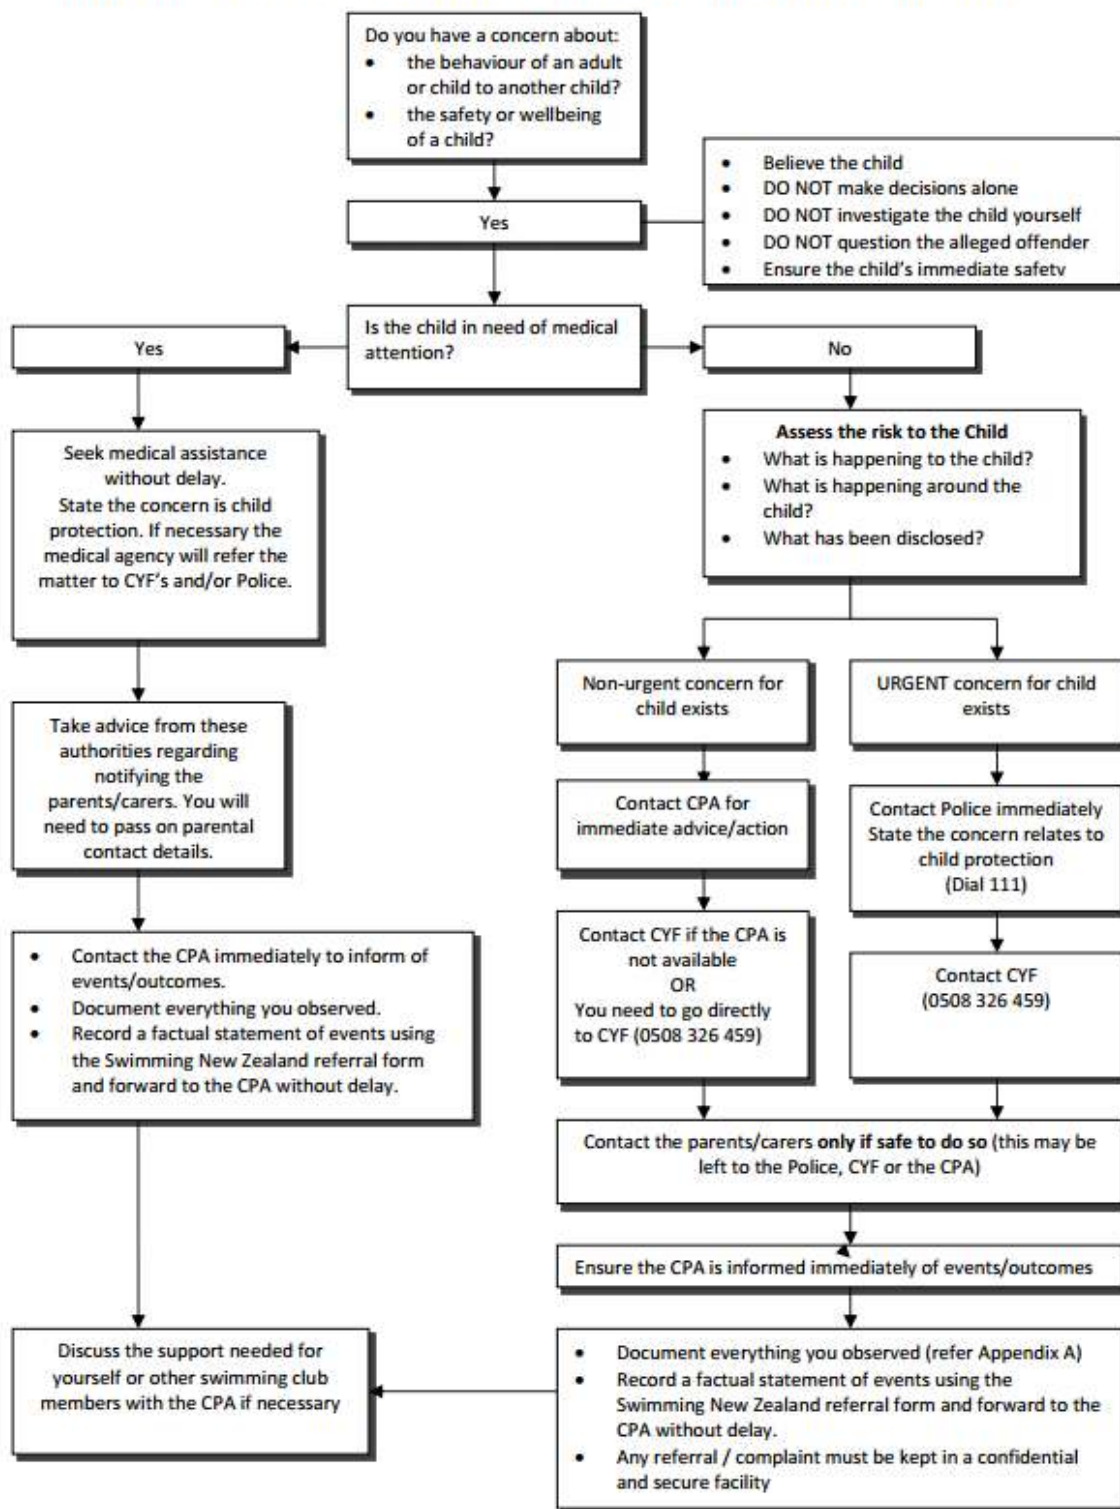 Do you have a concern about:
• the behaviour of an adult
or child to another child?
• the safety or wellbeing
of a child?
• Believe the child
• DO NOT make decisions alone
• DO NOT investigate the child yourself
• DO NOT question the alleged offender
• Ensure the child's immediate safety
Yes
Is the child in need of medical
attention?
Yes
No
Seek medical assistance
without delay.
State the concern is child
protection. If necessary the
medical agency will refer the
matter to CYF's and/or Police.
Assess the risk to the Child
• What is happening to the child?
• What is happening around the
child?
• What has been disclosed?
Non-urgent concern for
child exists
URGENT concern for child
exists
Take advice from these
authorities regarding
notifying the
parents/carers. You will
need to pass on parental
contact details.
Contact CPA for
immediate advice/action
Contact Police immediately
State the concern relates to
child protection
(Dial 111)
• Contact the CPA immediately to inform of
events/outcomes.
• Document everything you observed.
• Record a factual statement of events using
the Swimming New Zealand referral form
and forward to the CPA without delay.
Contact CYF if the CPA is
not available
OR
You need to go directly
to CYF (0508 326 459)
Contact CYF
(0508 326 459)
Contact the parents/carers only if safe to do so (this may be
left to the Police, CYF or the CPA)
Ensure the CPA is informed immediately of events/outcomes
Discuss the support needed for
yourself or other swimming club
members with the CPA if necessary
• Document everything you observed (refer Appendix A)
• Record a factual statement of events using the
Swimming New Zealand referral form and forward to the
CPA without delay.
• Any referral / complaint must be kept in a confidential
and secure facility